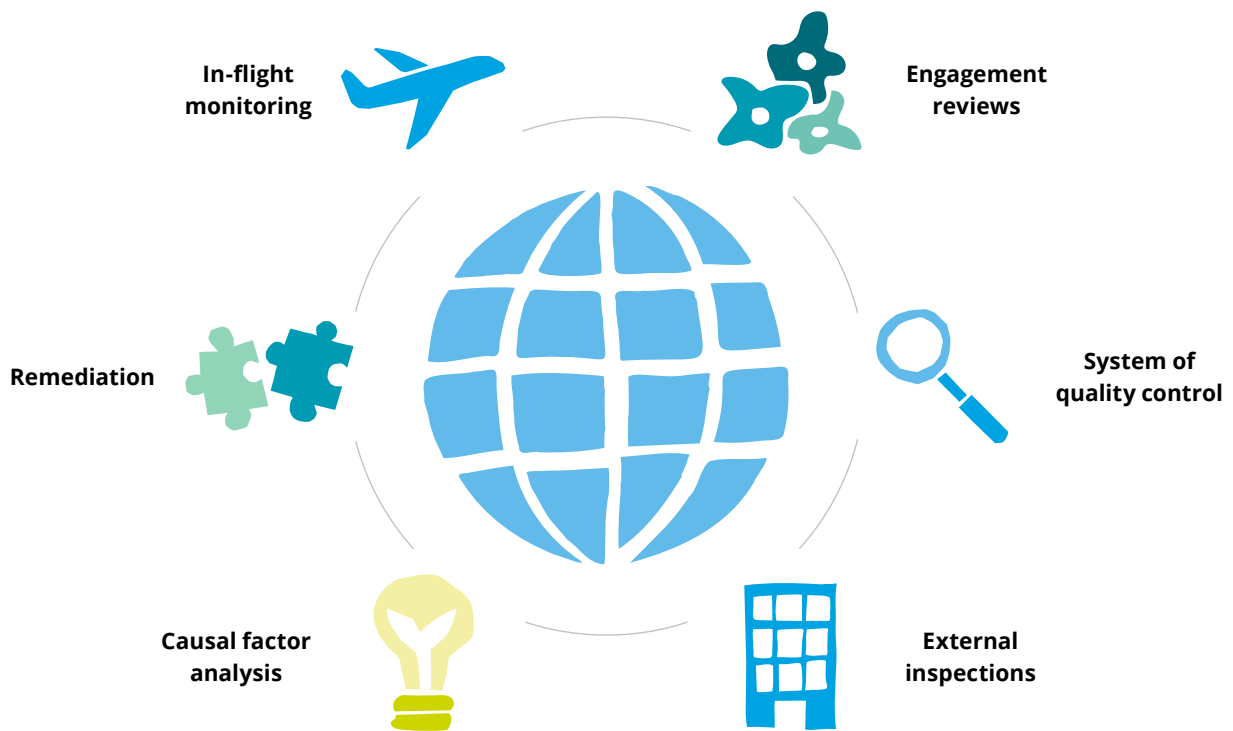 In-flight
monitoring
Engagement
reviews
Remediation
System of
quality control
Causal factor
analysis
External
inspections